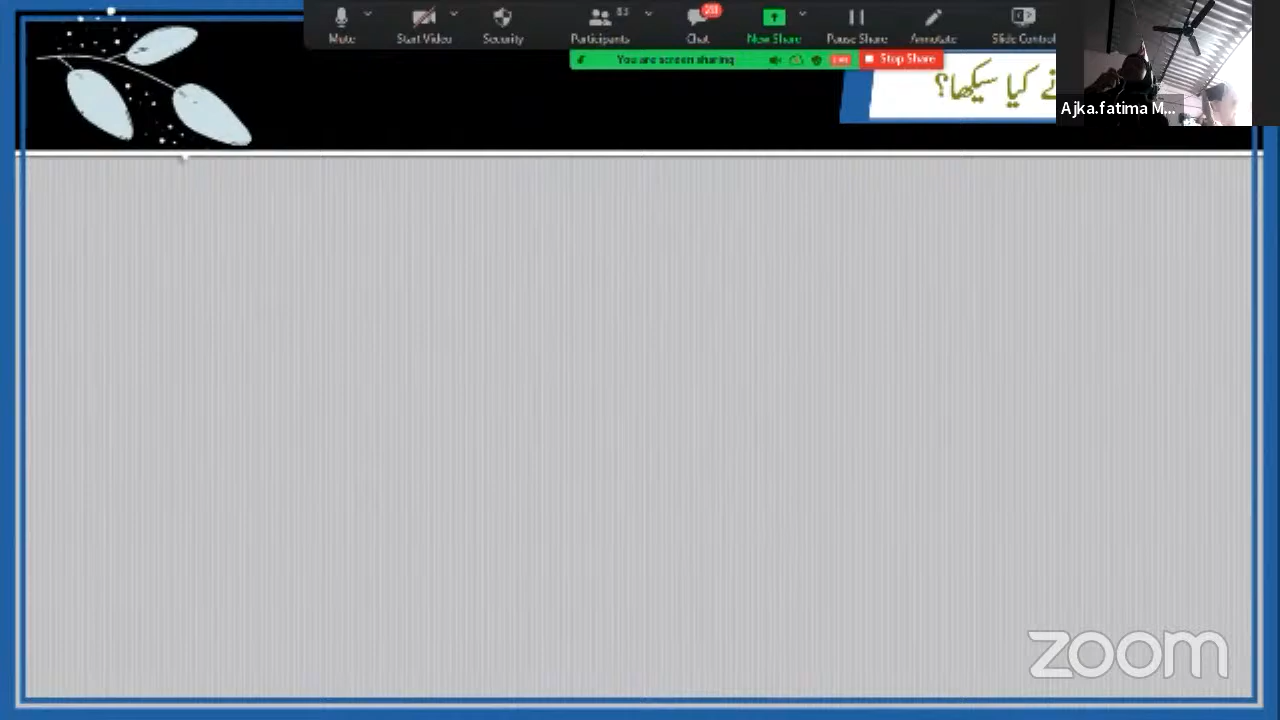 Mute
Start Video
Security
Participants
83
Chat
New Share
Pause Share
Annotate
Slide Control
You are screen sharing
Stop Share
نے کیا سیکھا؟
Ajka.fatima M...
zoom